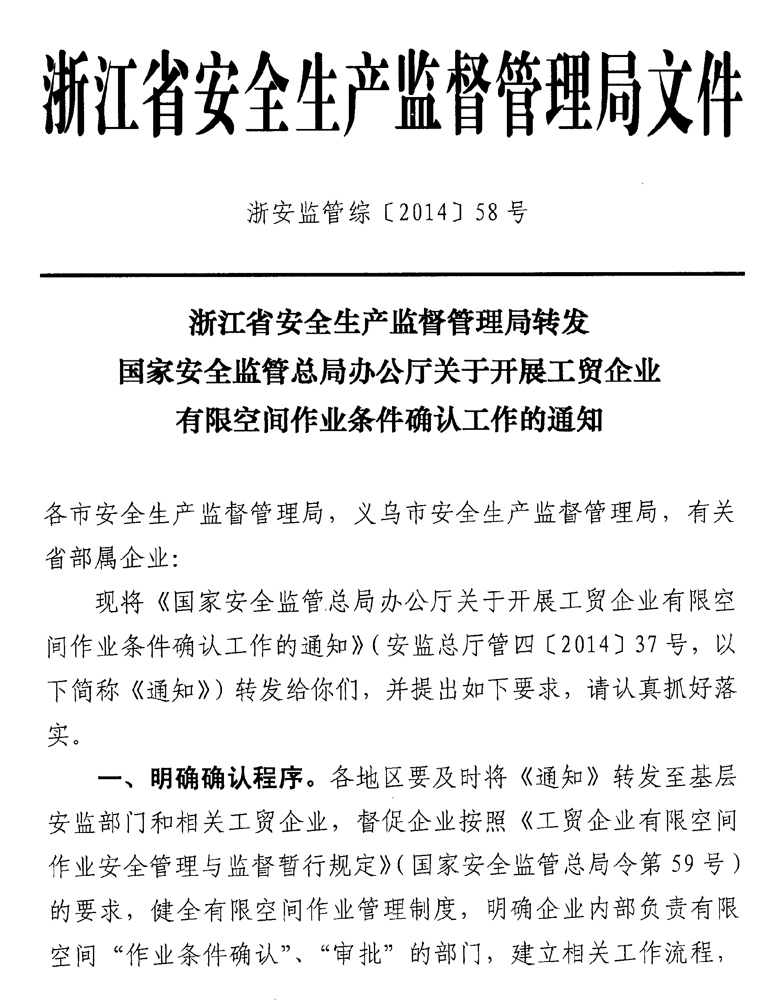 浙江省安全生产监督管理局文件
浙安监管综〔2014〕58 号
浙江省安全生产监督管理局转发
国家安全监管总局办公厅关于开展工贸企业
有限空间作业条件确认工作的通知
各市安全生产监督管理局，义乌市安全生产监督管理局，有关
省部属企业：
现将《国家安全监管总局办公厅关于开展工贸企业有限空
间作业条件确认工作的通知》（安监总厅管四〔2014〕37 号，以
下简称《通知》）转发给你们，并提出如下要求，请认真抓好落
实。
一、明确确认程序。各地区要及时将《通知》转发至基层
安监部门和相关工贸企业，督促企业按照《工贸企业有限空间
作业安全管理与监督暂行规定》（国家安全监管总局令第 59 号）
的要求，健全有限空间作业管理制度，明确企业内部负责有限
空间“作业条件确认”、“审批”的部门，建立相关工作流程，